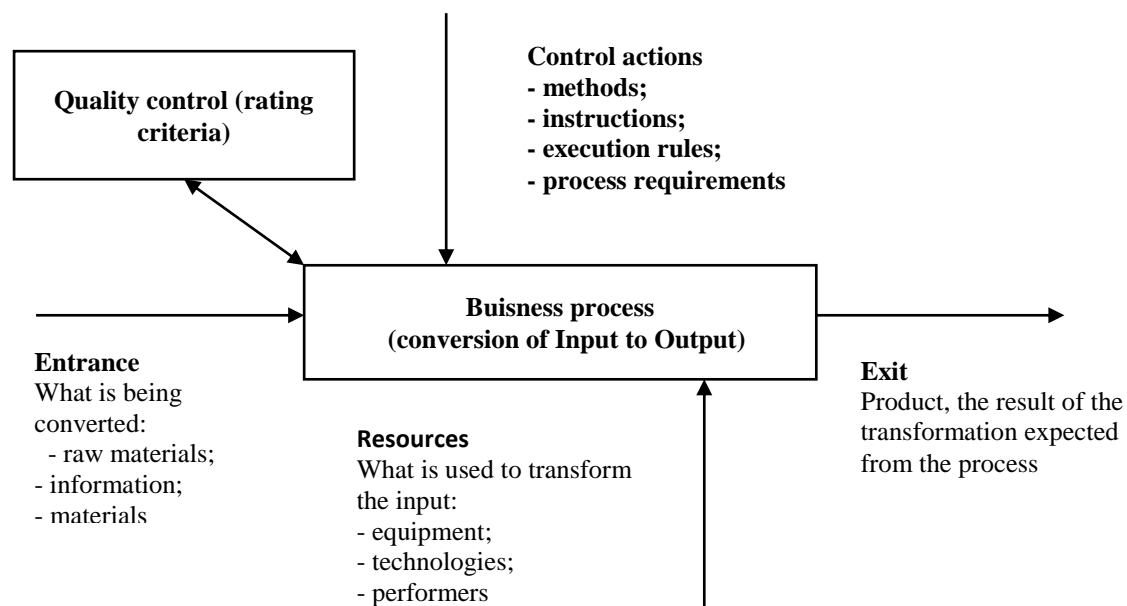 Quality control (rating
criteria)
Control actions
- methods;
- instructions;
- execution rules;
- process requirements
Buisness process
(conversion of Input to Output)
Entrance
What is being
converted:
- raw materials;
- information;
- materials
Resources
What is used to transform
the input:
- equipment;
- technologies;
- performers
Exit
Product, the result of the
transformation expected
from the process